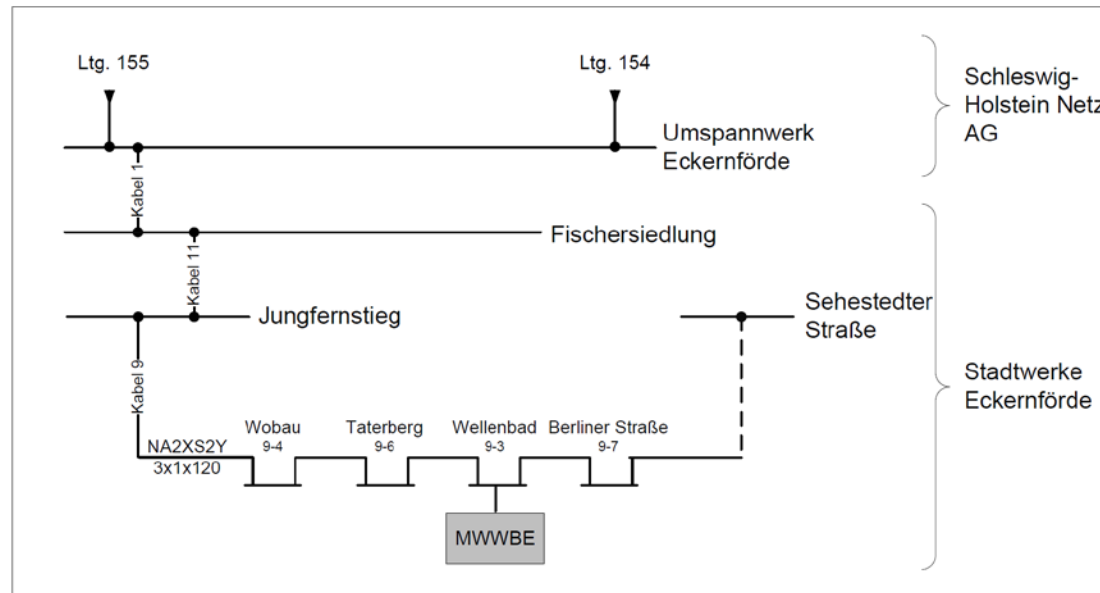 Ltg. 155
Ltg. 154
Schleswig-
Holstein Netz
AG
Umspannwerk
Eckernförde
Kabel 1
Fischersiedlung
Kabel 11
Jungfernstieg
Sehestedter
Straße
Stadtwerke
Eckernförde
Kabel 9
NA2XS2Y
3x1x120
Wobau
9-4
Taterberg
9-6
Wellenbad
9-3
Berliner Straße
9-7
MWWBE